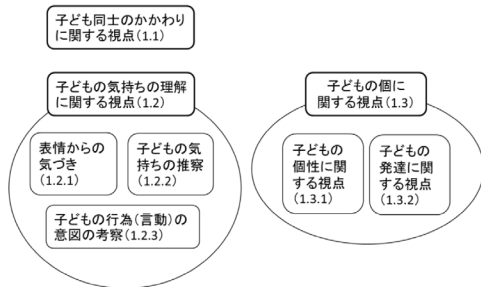 子ども同士のかかわり
に関する視点(1.1)
子どもの気持ちの理解
に関する視点(1.2)
表情からの
気づき
(1.2.1)
子どもの気
持ちの推察
(1.2.2)
子どもの行為(言動)の
意図の考察(1.2.3)
子どもの個に
関する視点(1.3)
子どもの
個性に関
する視点
(1.3.1)
子どもの
発達に関
する視点
(1.3.2)